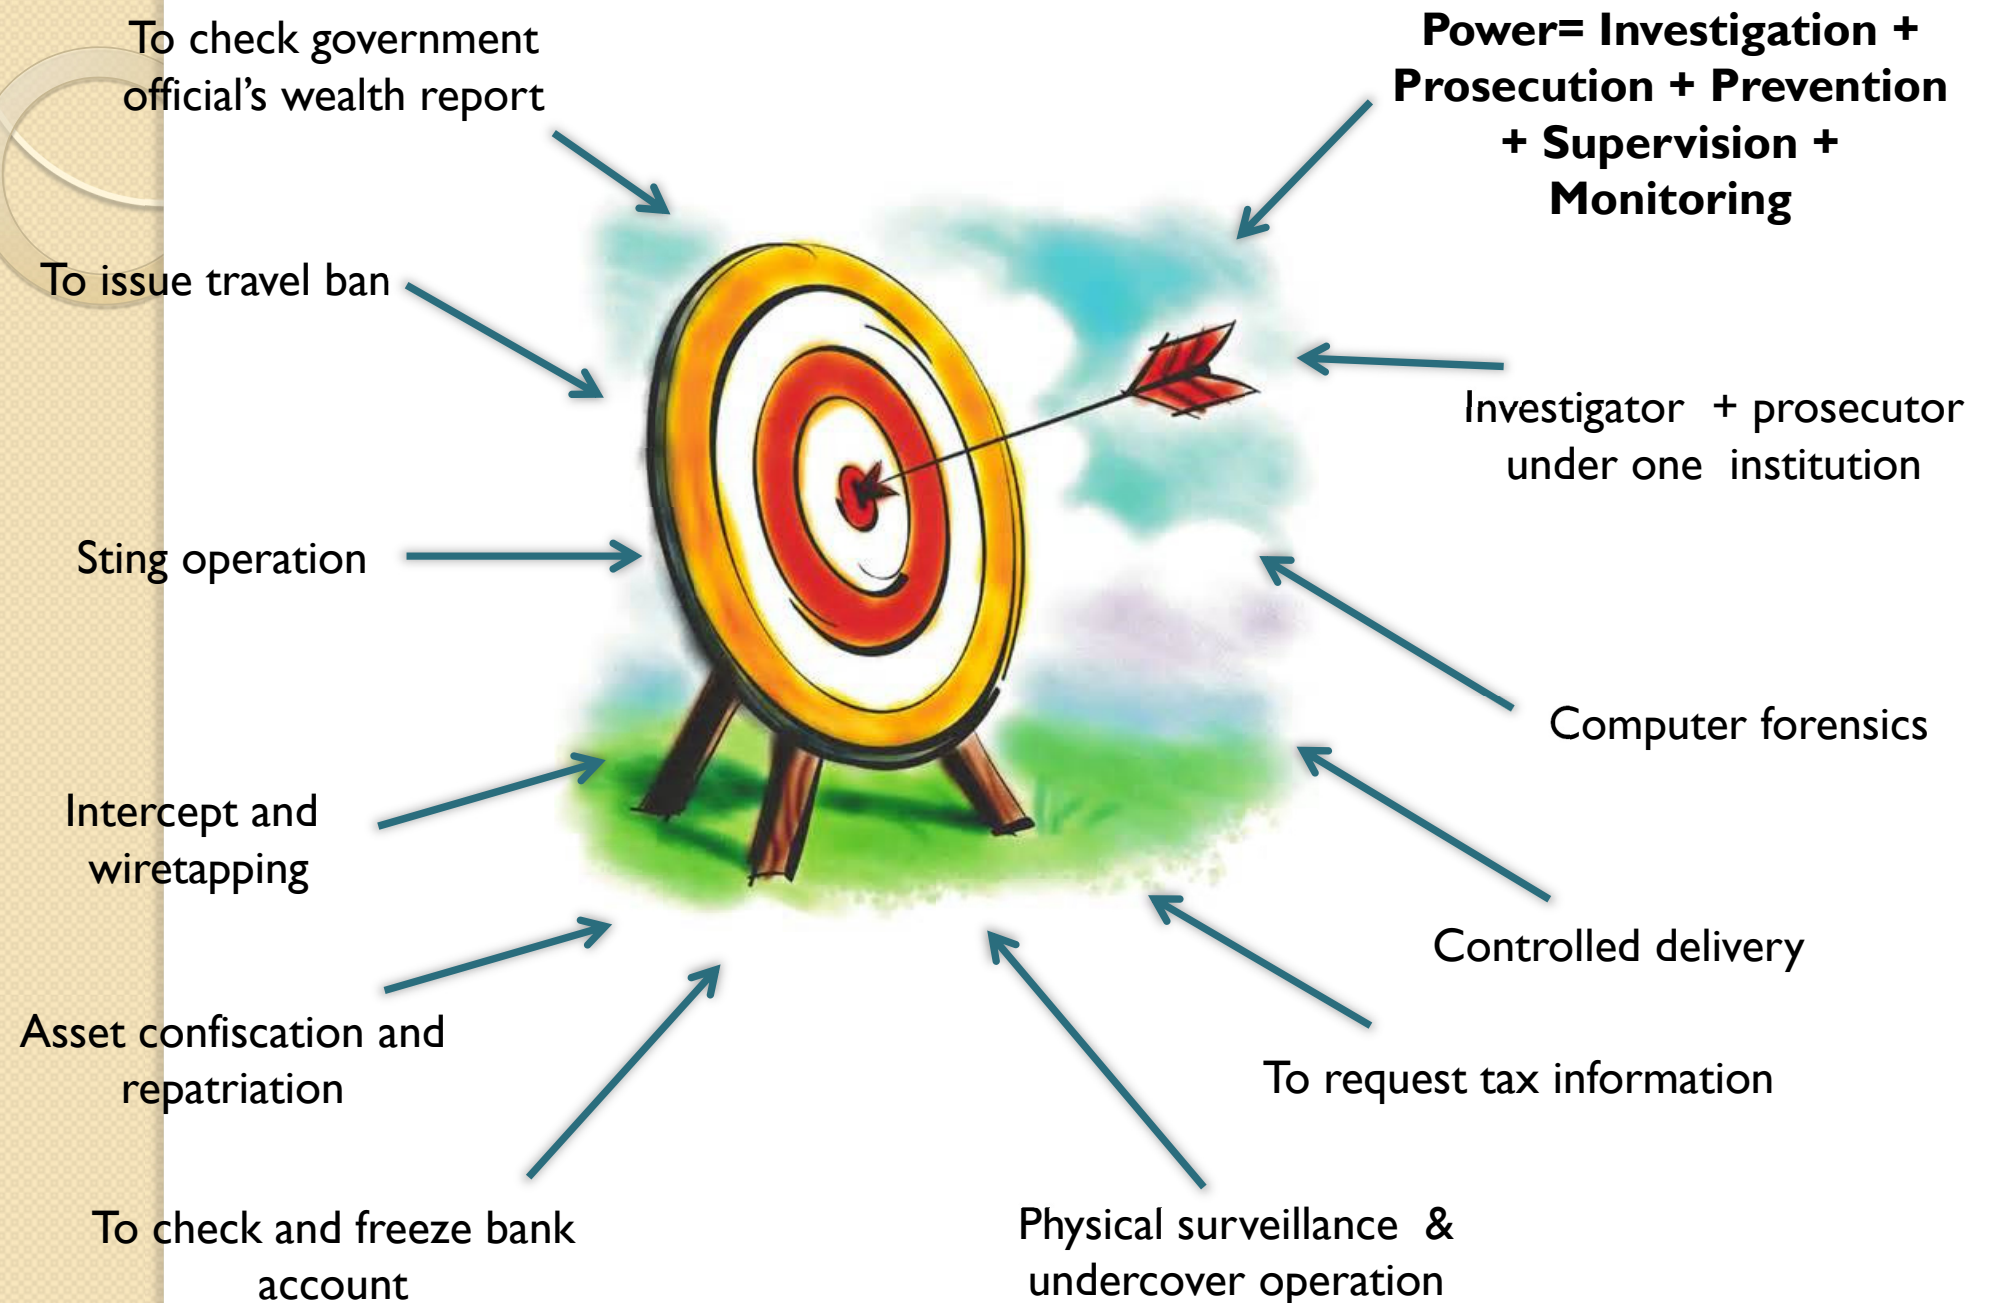 To check government
official's wealth report
Power= Investigation +
Prosecution + Prevention
+ Supervision +
Monitoring
To issue travel ban
Investigator + prosecutor
under one institution
Sting operation
Computer forensics
Intercept and
wiretapping
Controlled delivery
Asset confiscation and
repatriation
To request tax information
To check and freeze bank
account
Physical surveillance &
undercover operation